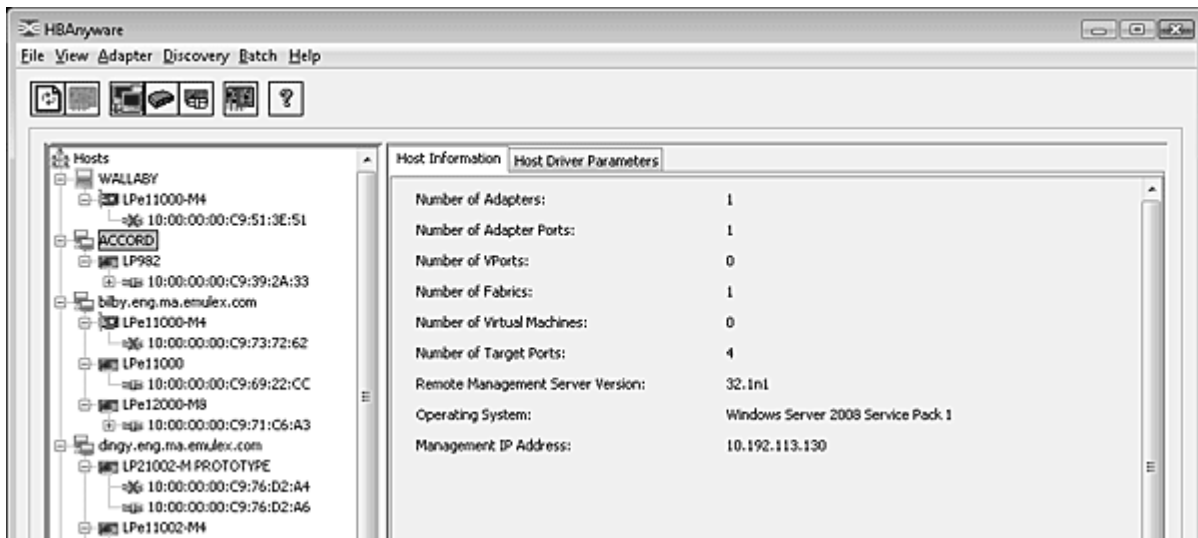 HBAnyware
File View Adapter Discovery Batch Help
Hosts
WALLABY
LPe11000-M4
10:00:00:00:C9:51:3E:51
ACCORD
LP982
10:00:00:00:C9:39:2A:33
bilby.eng.ma.emulex.com
LPe11000-M4
10:00:00:00:C9:73:72:62
LPe11000
10:00:00:00:C9:69:22:CC
LPe12000-M8
10:00:00:00:C9:71:C6:A3
dingy.eng.ma.emulex.com
LP21002-M PROTOTYPE
10:00:00:00:C9:76:D2:A4
10:00:00:00:C9:76:D2:A6
LPe11002-M4
Host Information Host Driver Parameters
Number of Adapters: 1
Number of Adapter Ports: 1
Number of VPorts: 0
Number of Fabrics: 1
Number of Virtual Machines: 0
Number of Target Ports: 4
Remote Management Server Version: 32.1n1
Operating System: Windows Server 2008 Service Pack 1
Management IP Address: 10.192.113.130